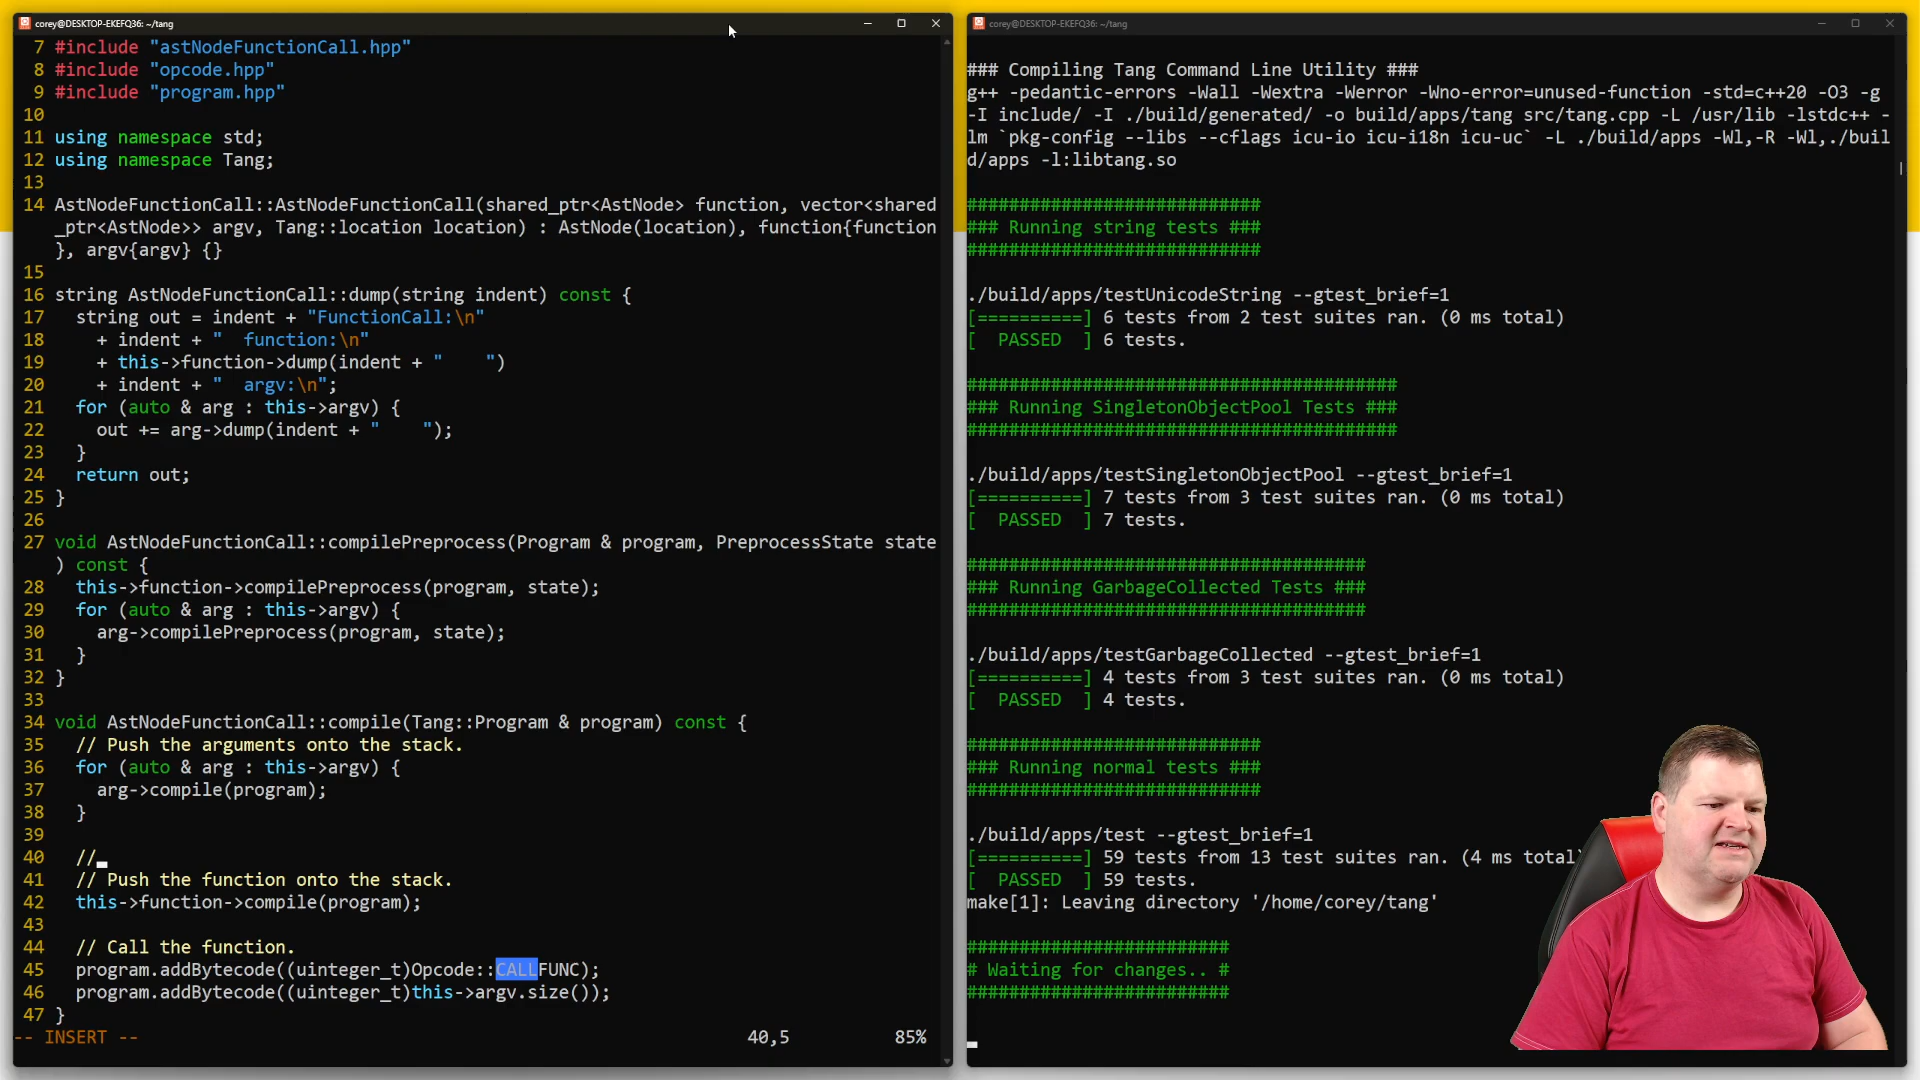 corey@DESKTOP-EKEFQ36: ~/tang
7 #include "astNodeFunctionCall.hpp"
8 #include "opcode.hpp"
9 #include "program.hpp"
10
11 using namespace std;
12 using namespace Tang;
13
14 AstNodeFunctionCall::AstNodeFunctionCall(shared_ptr<AstNode> function, vector<shared
_ptr<AstNode>> argv, Tang::location location) : AstNode(location), function{function
}, argv{argv} {}
15
16 string AstNodeFunctionCall::dump(string indent) const {
17   string out = indent + "FunctionCall:\n"
18     + indent + "  function:\n"
19     + this->function->dump(indent + "    ")
20     + indent + "  argv:\n";
21   for (auto & arg : this->argv) {
22     out += arg->dump(indent + "    ");
23   }
24   return out;
25 }
26
27 void AstNodeFunctionCall::compilePreprocess(Program & program, PreprocessState state
) const {
28   this->function->compilePreprocess(program, state);
29   for (auto & arg : this->argv) {
30     arg->compilePreprocess(program, state);
31   }
32 }
33
34 void AstNodeFunctionCall::compile(Tang::Program & program) const {
35   // Push the arguments onto the stack.
36   for (auto & arg : this->argv) {
37     arg->compile(program);
38   }
39
40   //
41   // Push the function onto the stack.
42   this->function->compile(program);
43
44   // Call the function.
45   program.addBytecode((uinteger_t)Opcode::CALLFUNC);
46   program.addBytecode((uinteger_t)this->argv.size());
47 }
-- INSERT --                                    40,5          85%
corey@DESKTOP-EKEFQ36: ~/tang
### Compiling Tang Command Line Utility ###
g++ -pedantic-errors -Wall -Wextra -Werror -Wno-error=unused-function -std=c++20 -O3 -g
-I include/ -I ./build/generated/ -o build/apps/tang src/tang.cpp -L /usr/lib -lstdc++ -
lm `pkg-config --libs --cflags icu-io icu-i18n icu-uc` -L ./build/apps -Wl,-R -Wl,./buil
d/apps -l:libtang.so
############################
### Running string tests ###
############################
./build/apps/testUnicodeString --gtest_brief=1
[==========] 6 tests from 2 test suites ran. (0 ms total)
[  PASSED  ] 6 tests.
#########################################
### Running SingletonObjectPool Tests ###
#########################################
./build/apps/testSingletonObjectPool --gtest_brief=1
[==========] 7 tests from 3 test suites ran. (0 ms total)
[  PASSED  ] 7 tests.
######################################
### Running GarbageCollected Tests ###
######################################
./build/apps/testGarbageCollected --gtest_brief=1
[==========] 4 tests from 3 test suites ran. (0 ms total)
[  PASSED  ] 4 tests.
############################
### Running normal tests ###
############################
./build/apps/test --gtest_brief=1
[==========] 59 tests from 13 test suites ran. (4 ms total)
[  PASSED  ] 59 tests.
make[1]: Leaving directory '/home/corey/tang'
#########################
# Waiting for changes.. #
#########################